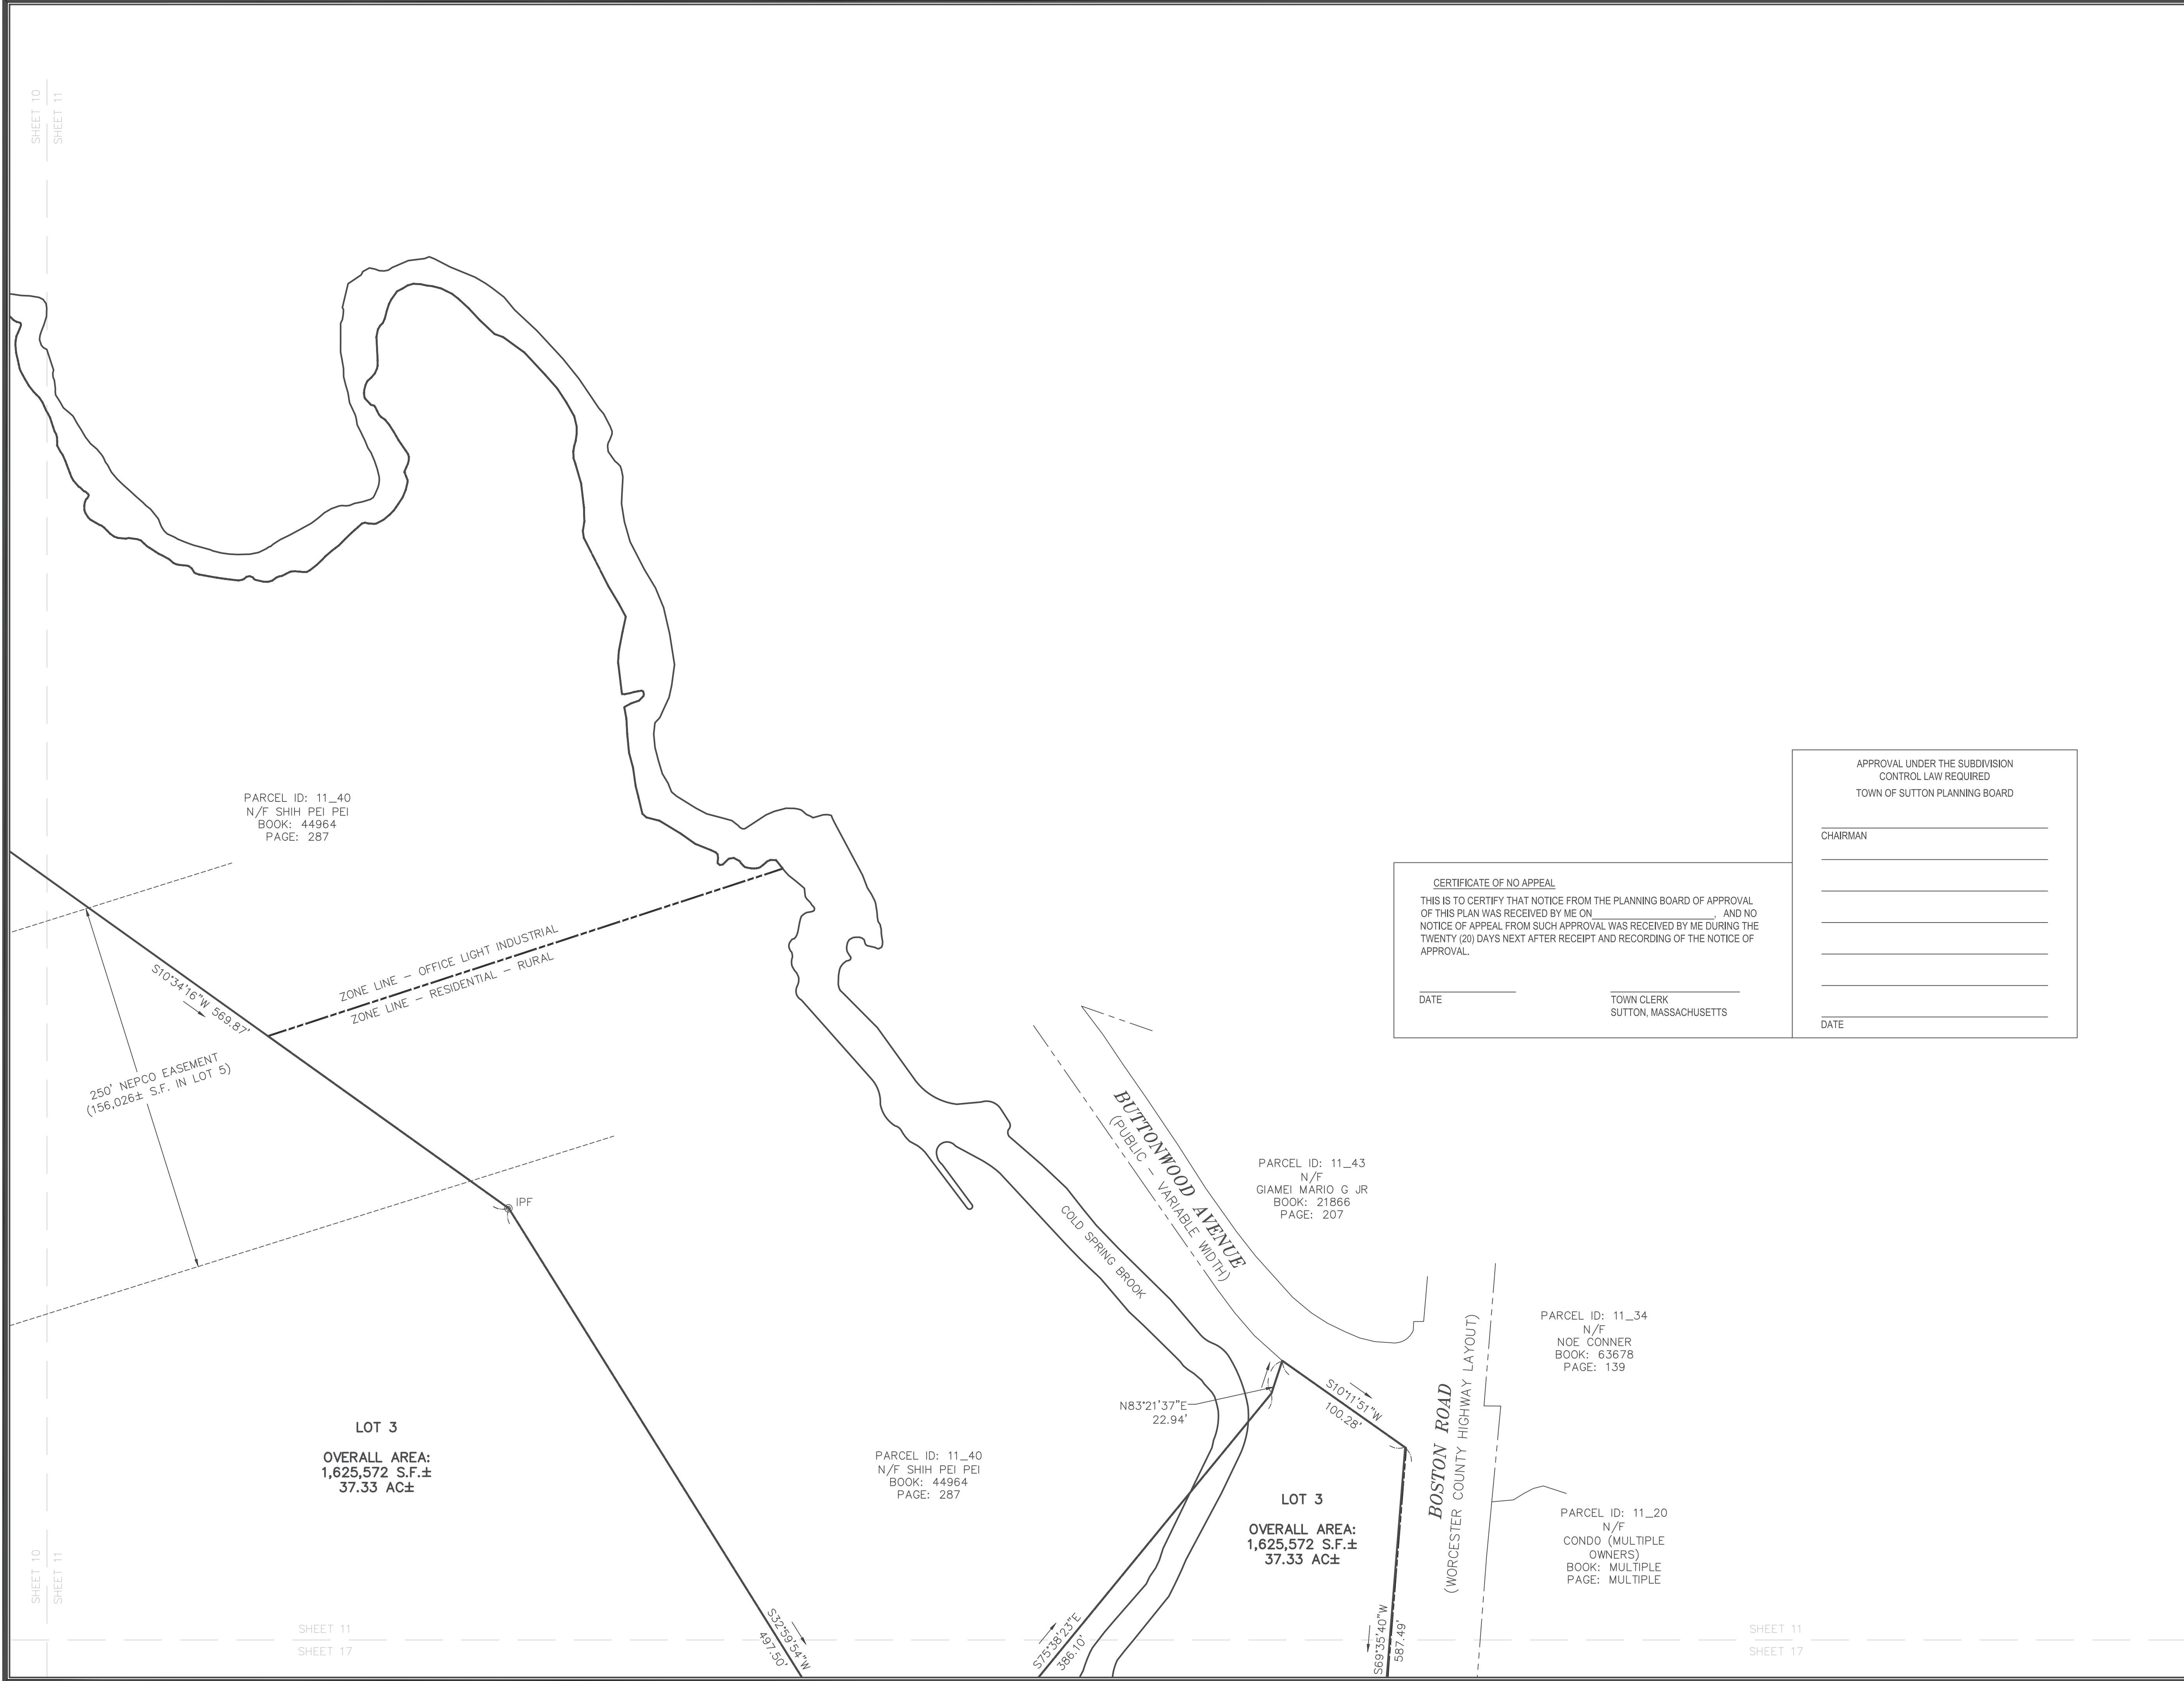 SHEET 10
SHEET 11
PARCEL ID: 11_40
N/F SHIH PEI PEI
BOOK: 44964
PAGE: 287
APPROVAL UNDER THE SUBDIVISION
CONTROL LAW REQUIRED
TOWN OF SUTTON PLANNING BOARD
CHAIRMAN
DATE
CERTIFICATE OF NO APPEAL
THIS IS TO CERTIFY THAT NOTICE FROM THE PLANNING BOARD OF APPROVAL
OF THIS PLAN WAS RECEIVED BY ME ON____________________, AND NO
NOTICE OF APPEAL FROM SUCH APPROVAL WAS RECEIVED BY ME DURING THE
TWENTY (20) DAYS NEXT AFTER RECEIPT AND RECORDING OF THE NOTICE OF
APPROVAL.
DATE
TOWN CLERK
SUTTON, MASSACHUSETTS
ZONE LINE - OFFICE LIGHT INDUSTRIAL
ZONE LINE - RESIDENTIAL - RURAL
S10°34'16"W 569.87'
250' NEPCO EASEMENT
(156,026± S.F. IN LOT 5)
IPF
BUTTONWOOD AVENUE
(PUBLIC - VARIABLE WIDTH)
PARCEL ID: 11_43
N/F
GIAMEI MARIO G JR
BOOK: 21866
PAGE: 207
COLD SPRING BROOK
PARCEL ID: 11_34
N/F
NOE CONNER
BOOK: 63678
PAGE: 139
N83°21'37"E
22.94'
S10°11'51"W
100.28'
BOSTON ROAD
(WORCESTER COUNTY HIGHWAY LAYOUT)
LOT 3
OVERALL AREA:
1,625,572 S.F.±
37.33 AC±
PARCEL ID: 11_40
N/F SHIH PEI PEI
BOOK: 44964
PAGE: 287
LOT 3
OVERALL AREA:
1,625,572 S.F.±
37.33 AC±
PARCEL ID: 11_20
N/F
CONDO (MULTIPLE
OWNERS)
BOOK: MULTIPLE
PAGE: MULTIPLE
SHEET 10
SHEET 11
S32°59'54"W
497.50'
S75°38'23"E
386.10'
S69°35'40"W
587.49'
SHEET 11
SHEET 17
SHEET 11
SHEET 17